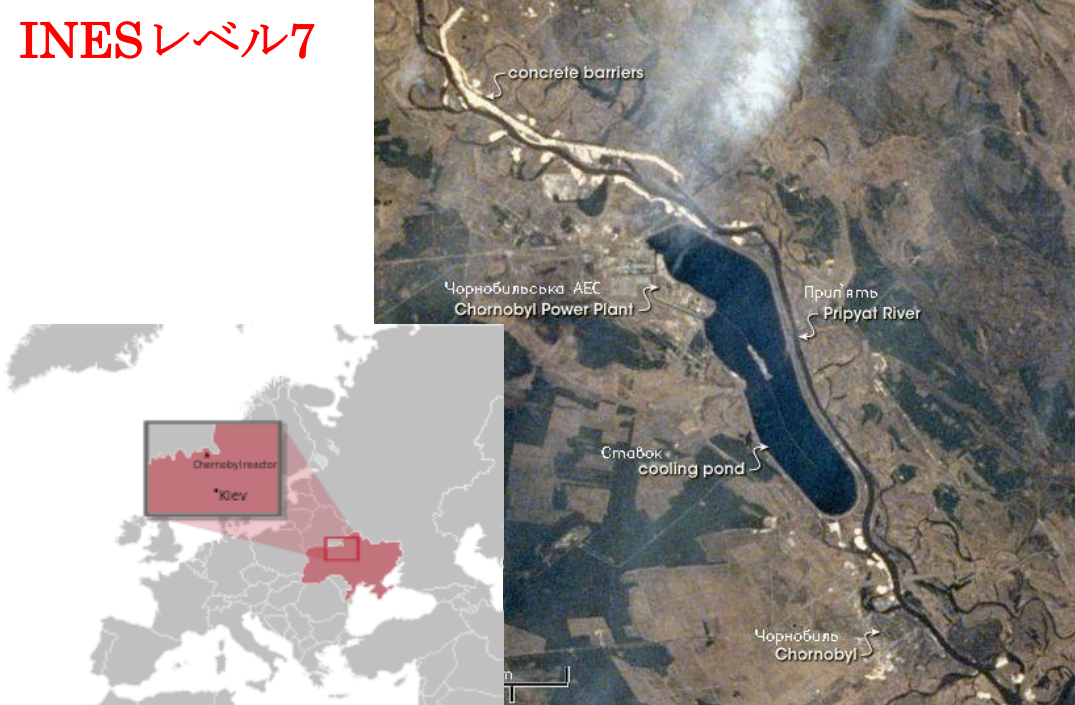 INESレベル7
concrete barriers
Чорнобильська АЕС
Chornobyl Power Plant
Прип'ять
Pripyat River
Chernobyl reactor
Kiev
Ставок
cooling pond
Чорнобиль
Chornobyl